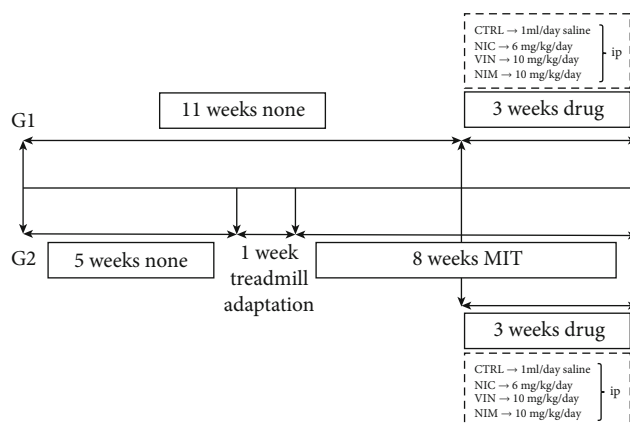 CTRL → 1ml/day saline
NIC → 6 mg/kg/day
VIN → 10 mg/kg/day
NIM → 10 mg/kg/day
ip
11 weeks none
3 weeks drug
G1
G2
5 weeks none
1 week
treadmill
adaptation
8 weeks MIT
3 weeks drug
CTRL → 1ml/day saline
NIC → 6 mg/kg/day
VIN → 10 mg/kg/day
NIM → 10 mg/kg/day
ip